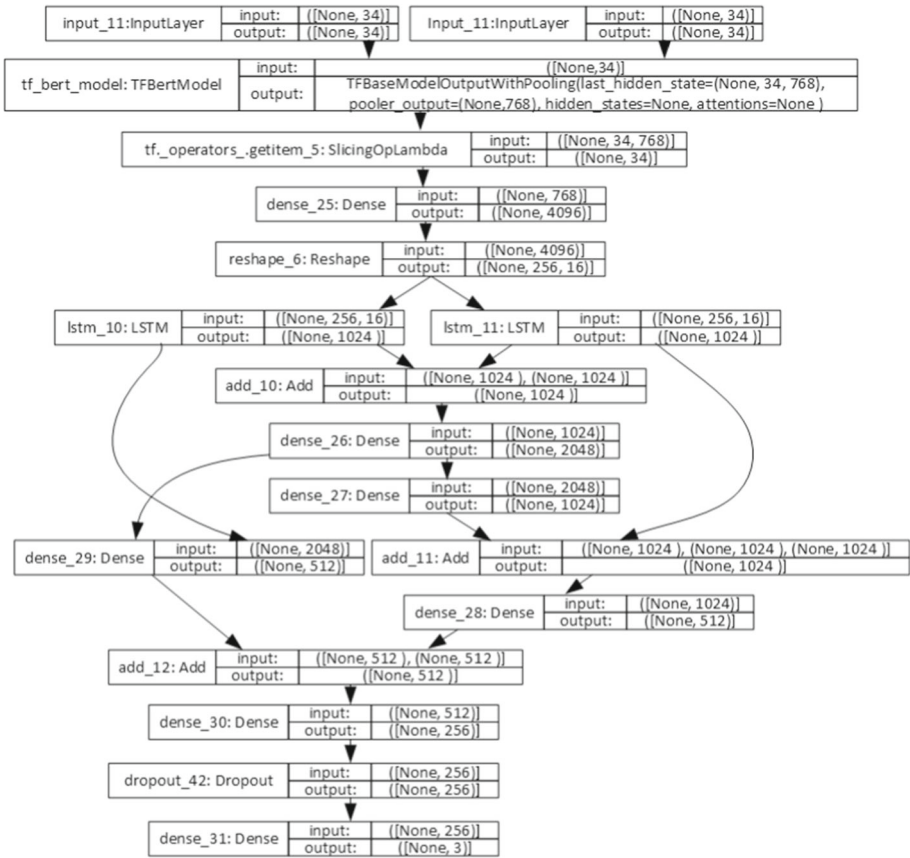 input_11:InputLayer input: ([None, 34)] Input_11:InputLayer input: ([None, 34)]
output: ([None, 34)] output: ([None, 34)]
tf_bert_model: TFBertModel input: ([None,34)]
output: TFBaseModelOutputWithPooling(last_hidden_state=(None, 34, 768), pooler_output=(None,768), hidden_states=None, attentions=None )
tf._operators_.getitem_5: SlicingOpLambda input: ([None, 34, 768)]
output: ([None, 34)]
dense_25: Dense input: ([None, 768)]
output: ([None, 4096)]
reshape_6: Reshape input: ([None, 4096)]
output: ([None, 256, 16)]
lstm_10: LSTM input: ([None, 256, 16)] lstm_11: LSTM input: ([None, 256, 16)]
output: ([None, 1024 )] output: ([None, 1024 )]
add_10: Add input: ([None, 1024 ), (None, 1024 )]
output: ([None, 1024 )]
dense_26: Dense input: ([None, 1024)]
output: ([None, 2048)]
dense_27: Dense input: ([None, 2048)]
output: ([None, 1024)]
dense_29: Dense input: ([None, 2048)] add_11: Add input: ([None, 1024 ), (None, 1024 ), (None, 1024 )]
output: ([None, 512)] output: ([None, 1024 )]
dense_28: Dense input: ([None, 1024)]
output: ([None, 512)]
add_12: Add input: ([None, 512 ), (None, 512 )]
output: ([None, 512 )]
dense_30: Dense input: ([None, 512)]
output: ([None, 256)]
dropout_42: Dropout input: ([None, 256)]
output: ([None, 256)]
dense_31: Dense input: ([None, 256)]
output: ([None, 3)]